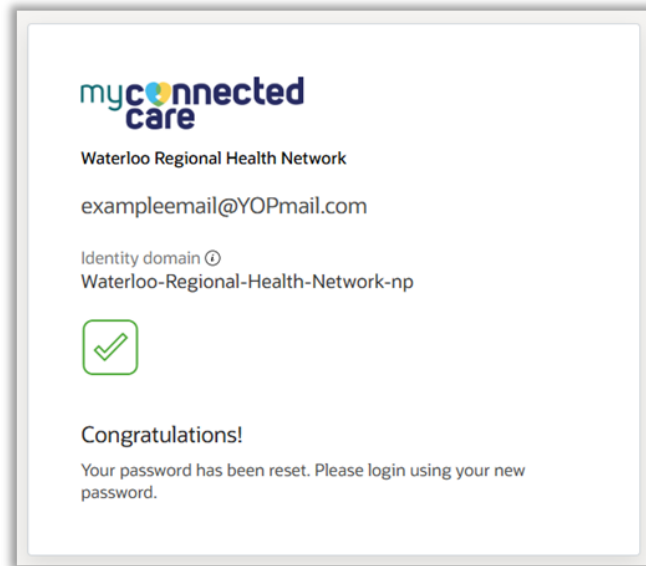 myconnected
care
Waterloo Regional Health Network
exampleemail@YOPmail.com
Identity domain
Waterloo-Regional-Health-Network-np
Congratulations!
Your password has been reset. Please login using your new
password.